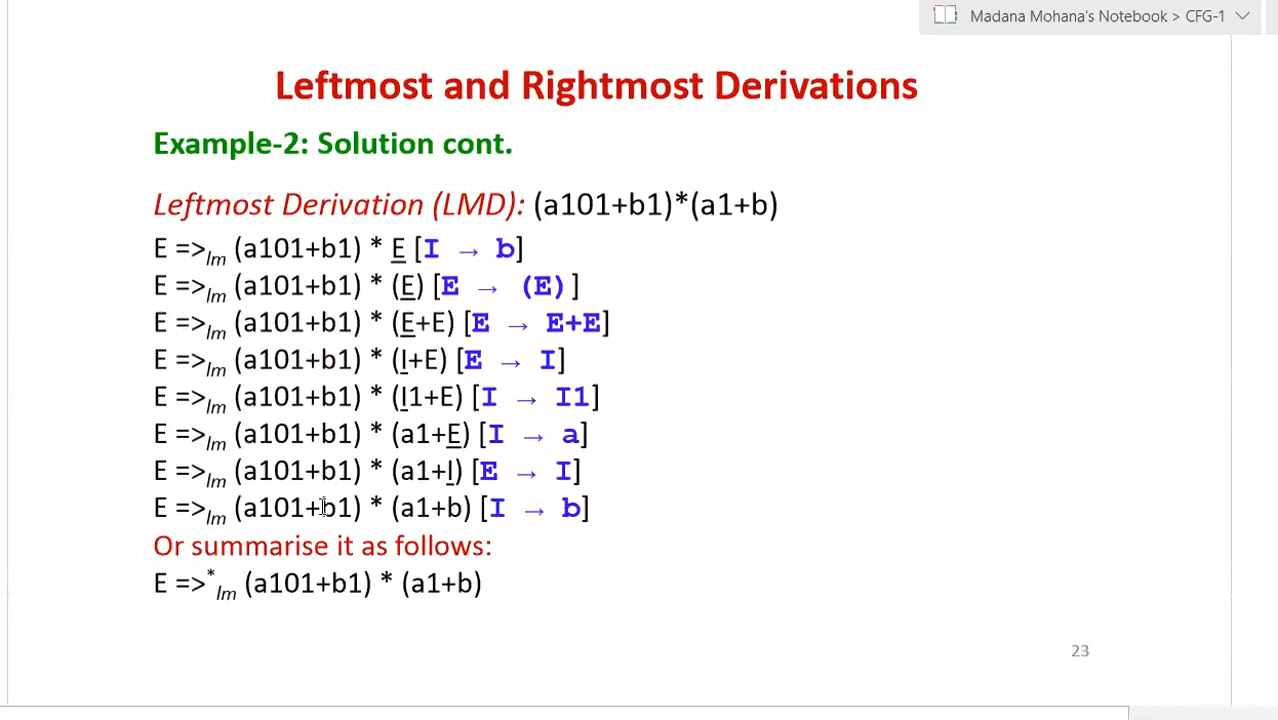 Madana Mohana's Notebook > CFG-1
Leftmost and Rightmost Derivations
Example-2: Solution cont.
Leftmost Derivation (LMD): (a101+b1)*(a1+b)
E =>lm (a101+b1) * E [I → b]
E =>lm (a101+b1) * (E) [E → (E)]
E =>lm (a101+b1) * (E+E) [E → E+E]
E =>lm (a101+b1) * (I+E) [E → I]
E =>lm (a101+b1) * (I1+E) [I → I1]
E =>lm (a101+b1) * (a1+E) [I → a]
E =>lm (a101+b1) * (a1+I) [E → I]
E =>lm (a101+b1) * (a1+b) [I → b]
Or summarise it as follows:
E =>*lm (a101+b1) * (a1+b)
23